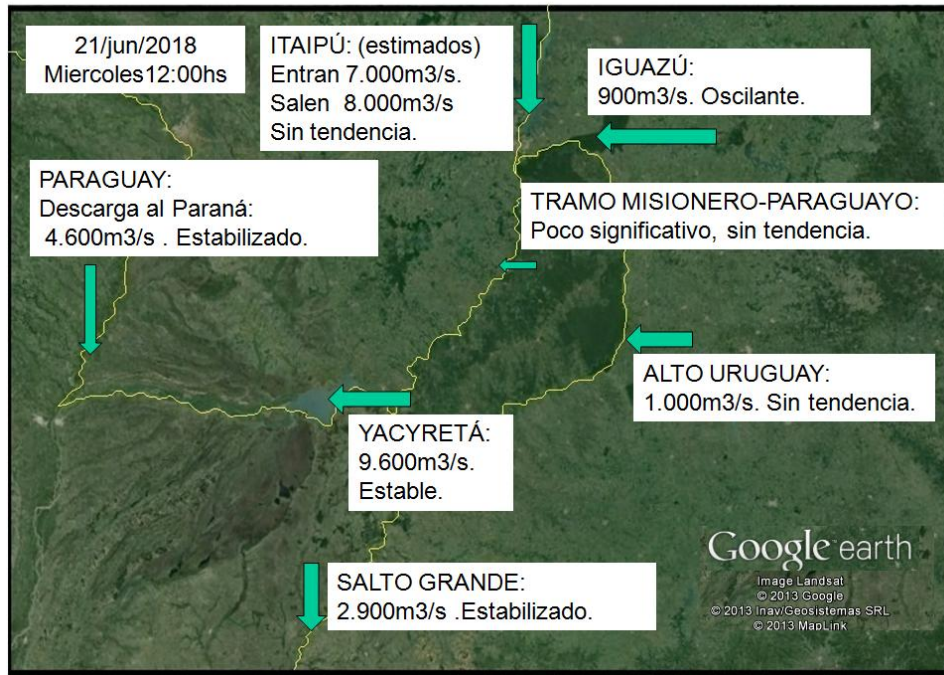 21/jun/2018
Miercoles12:00hs
ITAIPÚ: (estimados)
Entran 7.000m3/s.
Salen 8.000m3/s
Sin tendencia.
IGUAZÚ:
900m3/s. Oscilante.
PARAGUAY:
Descarga al Paraná:
4.600m3/s . Estabilizado.
TRAMO MISIONERO-PARAGUAYO:
Poco significativo, sin tendencia.
ALTO URUGUAY:
1.000m3/s. Sin tendencia.
YACYRETÁ:
9.600m3/s.
Estable.
SALTO GRANDE:
2.900m3/s .Estabilizado.
Google earth
Image Landsat
© 2013 Google
© 2013 Inav/Geosistemas SRL
© 2013 MapLink